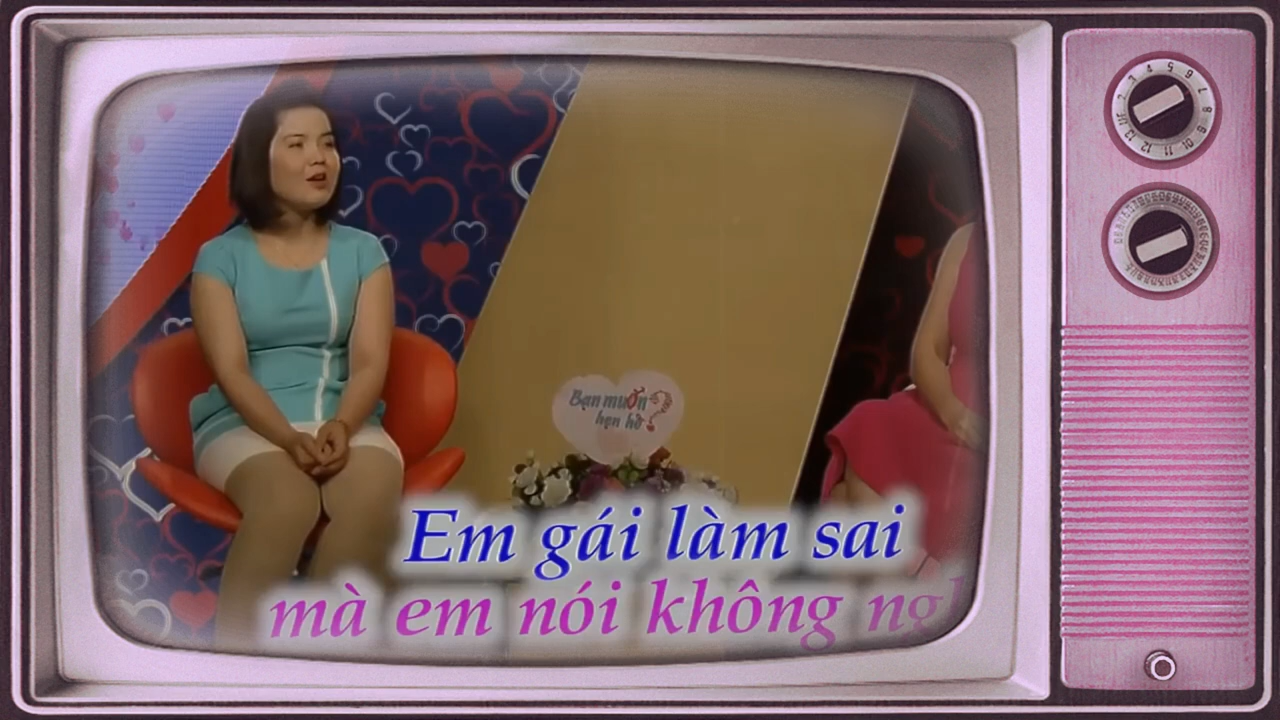 Bạn muốn
hẹn hò ?
Em gái làm sai
mà em nói không